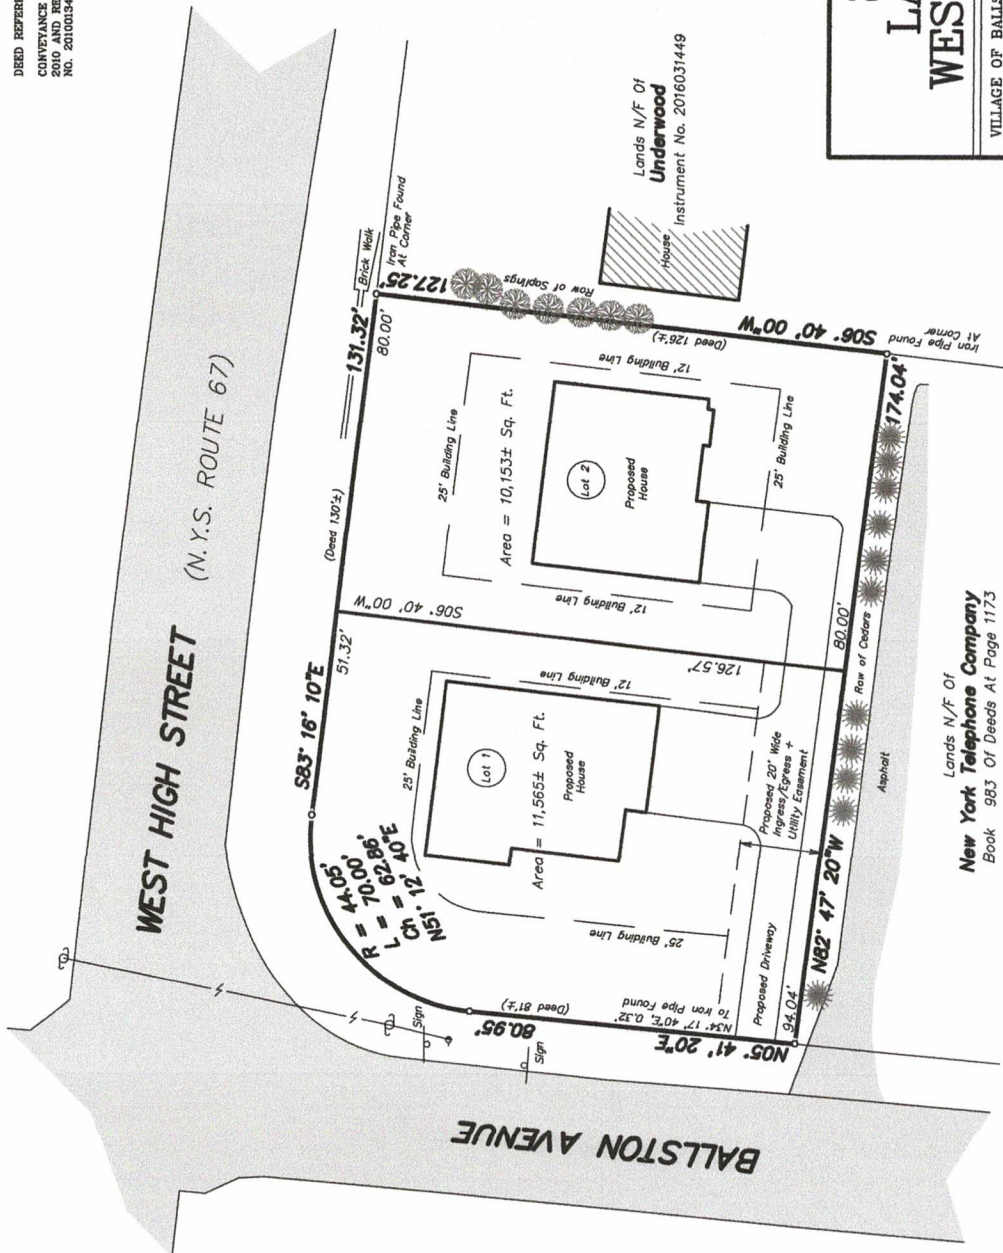 DEED REFERE
CONVEYANCE
2010 AND RE
NO. 20100134
LA
WES
VILLAGE OF BALLS
WEST HIGH STREET
(N.Y.S. ROUTE 67)
Lands N/F Of
Underwood
Instrument No. 2016031449
House
Row of Saplings
Brick Walk
Iron Pipe Found
At Corner
131.32'
80.00'
127.25'
(Deed 130'±)
S83° 16' 10"E
51.32'
R = 44.05'
L = 70.00'
Ch = 62.86'
N51° 12' 40"E
25' Building Line
Lot 1
Area = 11,565± Sq. Ft.
Proposed
House
12' Building Line
25' Building Line
S06° 40' 00"W
126.57'
25' Building Line
Area = 10,153± Sq. Ft.
Lot 2
Proposed
House
12' Building Line
12' Building Line
25' Building Line
(Deed 126'±)
S06° 40' 00"W
Iron Pipe Found
At Corner
174.04'
80.00'
Row of Cedars
Proposed 20' Wide
Ingress/Egress +
Utility Easement
Proposed Driveway
N82° 47' 20"W
94.04'
Asphalt
Sign
Sign
80.95'
(Deed 81'±)
N05° 41' 20"E
N34° 17' 40"E, 0.32'
To Iron Pipe Found
BALLSTON AVENUE
Lands N/F Of
New York Telephone Company
Book 983 Of Deeds At Page 1173